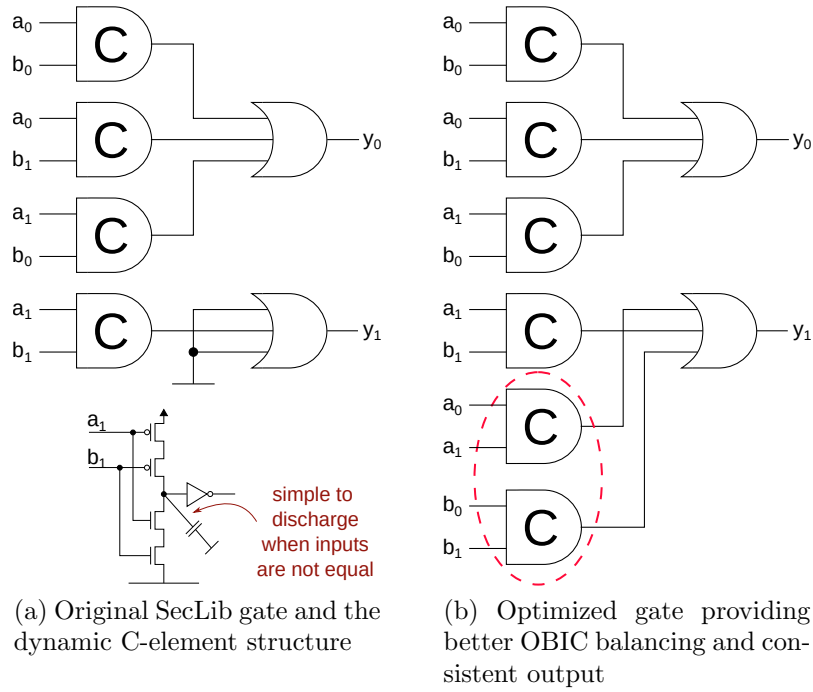 a0
b0
C
a0
b1
C
y0
a1
b0
C
a1
b1
C
y1
a1
b1
simple to
discharge
when inputs
are not equal
(a) Original SecLib gate and the
dynamic C-element structure
a0
b0
C
a0
b1
C
y0
a1
b0
C
a1
b1
C
y1
a0
a1
C
b0
b1
C
(b) Optimized gate providing
better OBIC balancing and con-
sistent output